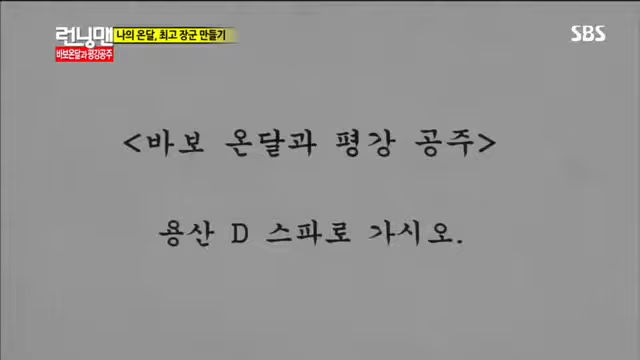 런닝맨
나의 온달, 최고 장군 만들기
바보온달과 평강공주
SBS
<바보 온달과 평강 공주>
용산 D 스파로 가시오.